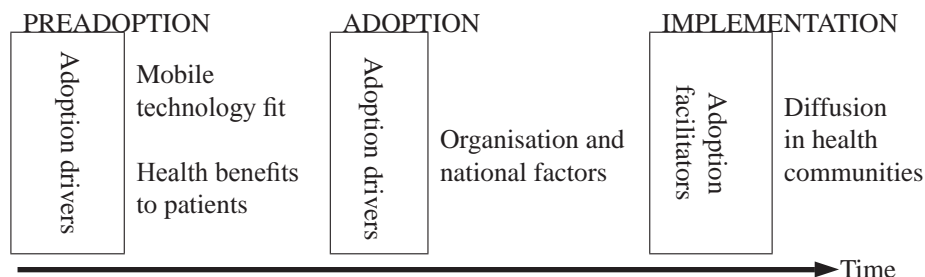 PREADOPTION
Adoption drivers
Mobile
technology fit
Health benefits
to patients
ADOPTION
Adoption drivers
Organisation and
national factors
IMPLEMENTATION
Adoption
facilitators
Diffusion
in health
communities
Time